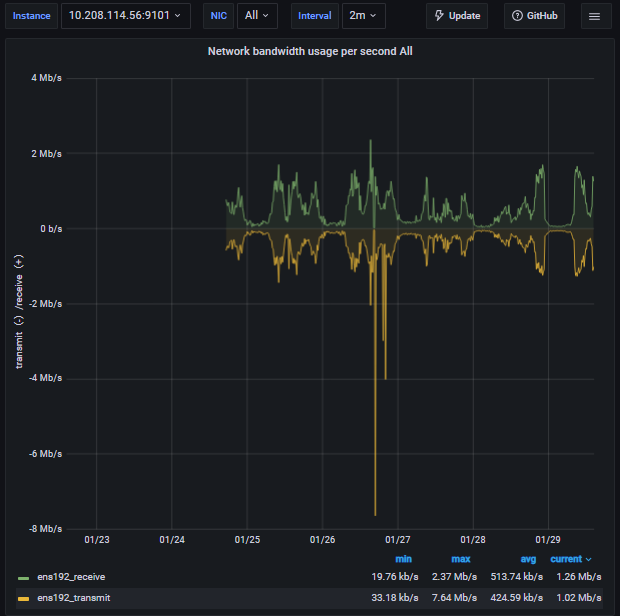 Instance 10.208.114.56:9101 NIC All Interval 2m Update GitHub
Network bandwidth usage per second All
4 Mb/s
2 Mb/s
0 b/s
-2 Mb/s
-4 Mb/s
-6 Mb/s
-8 Mb/s
transmit (-) /receive (+)
01/23 01/24 01/25 01/26 01/27 01/28 01/29
min max avg current
ens192_receive 19.76 kb/s 2.37 Mb/s 513.74 kb/s 1.26 Mb/s
ens192_transmit 33.18 kb/s 7.64 Mb/s 424.59 kb/s 1.02 Mb/s